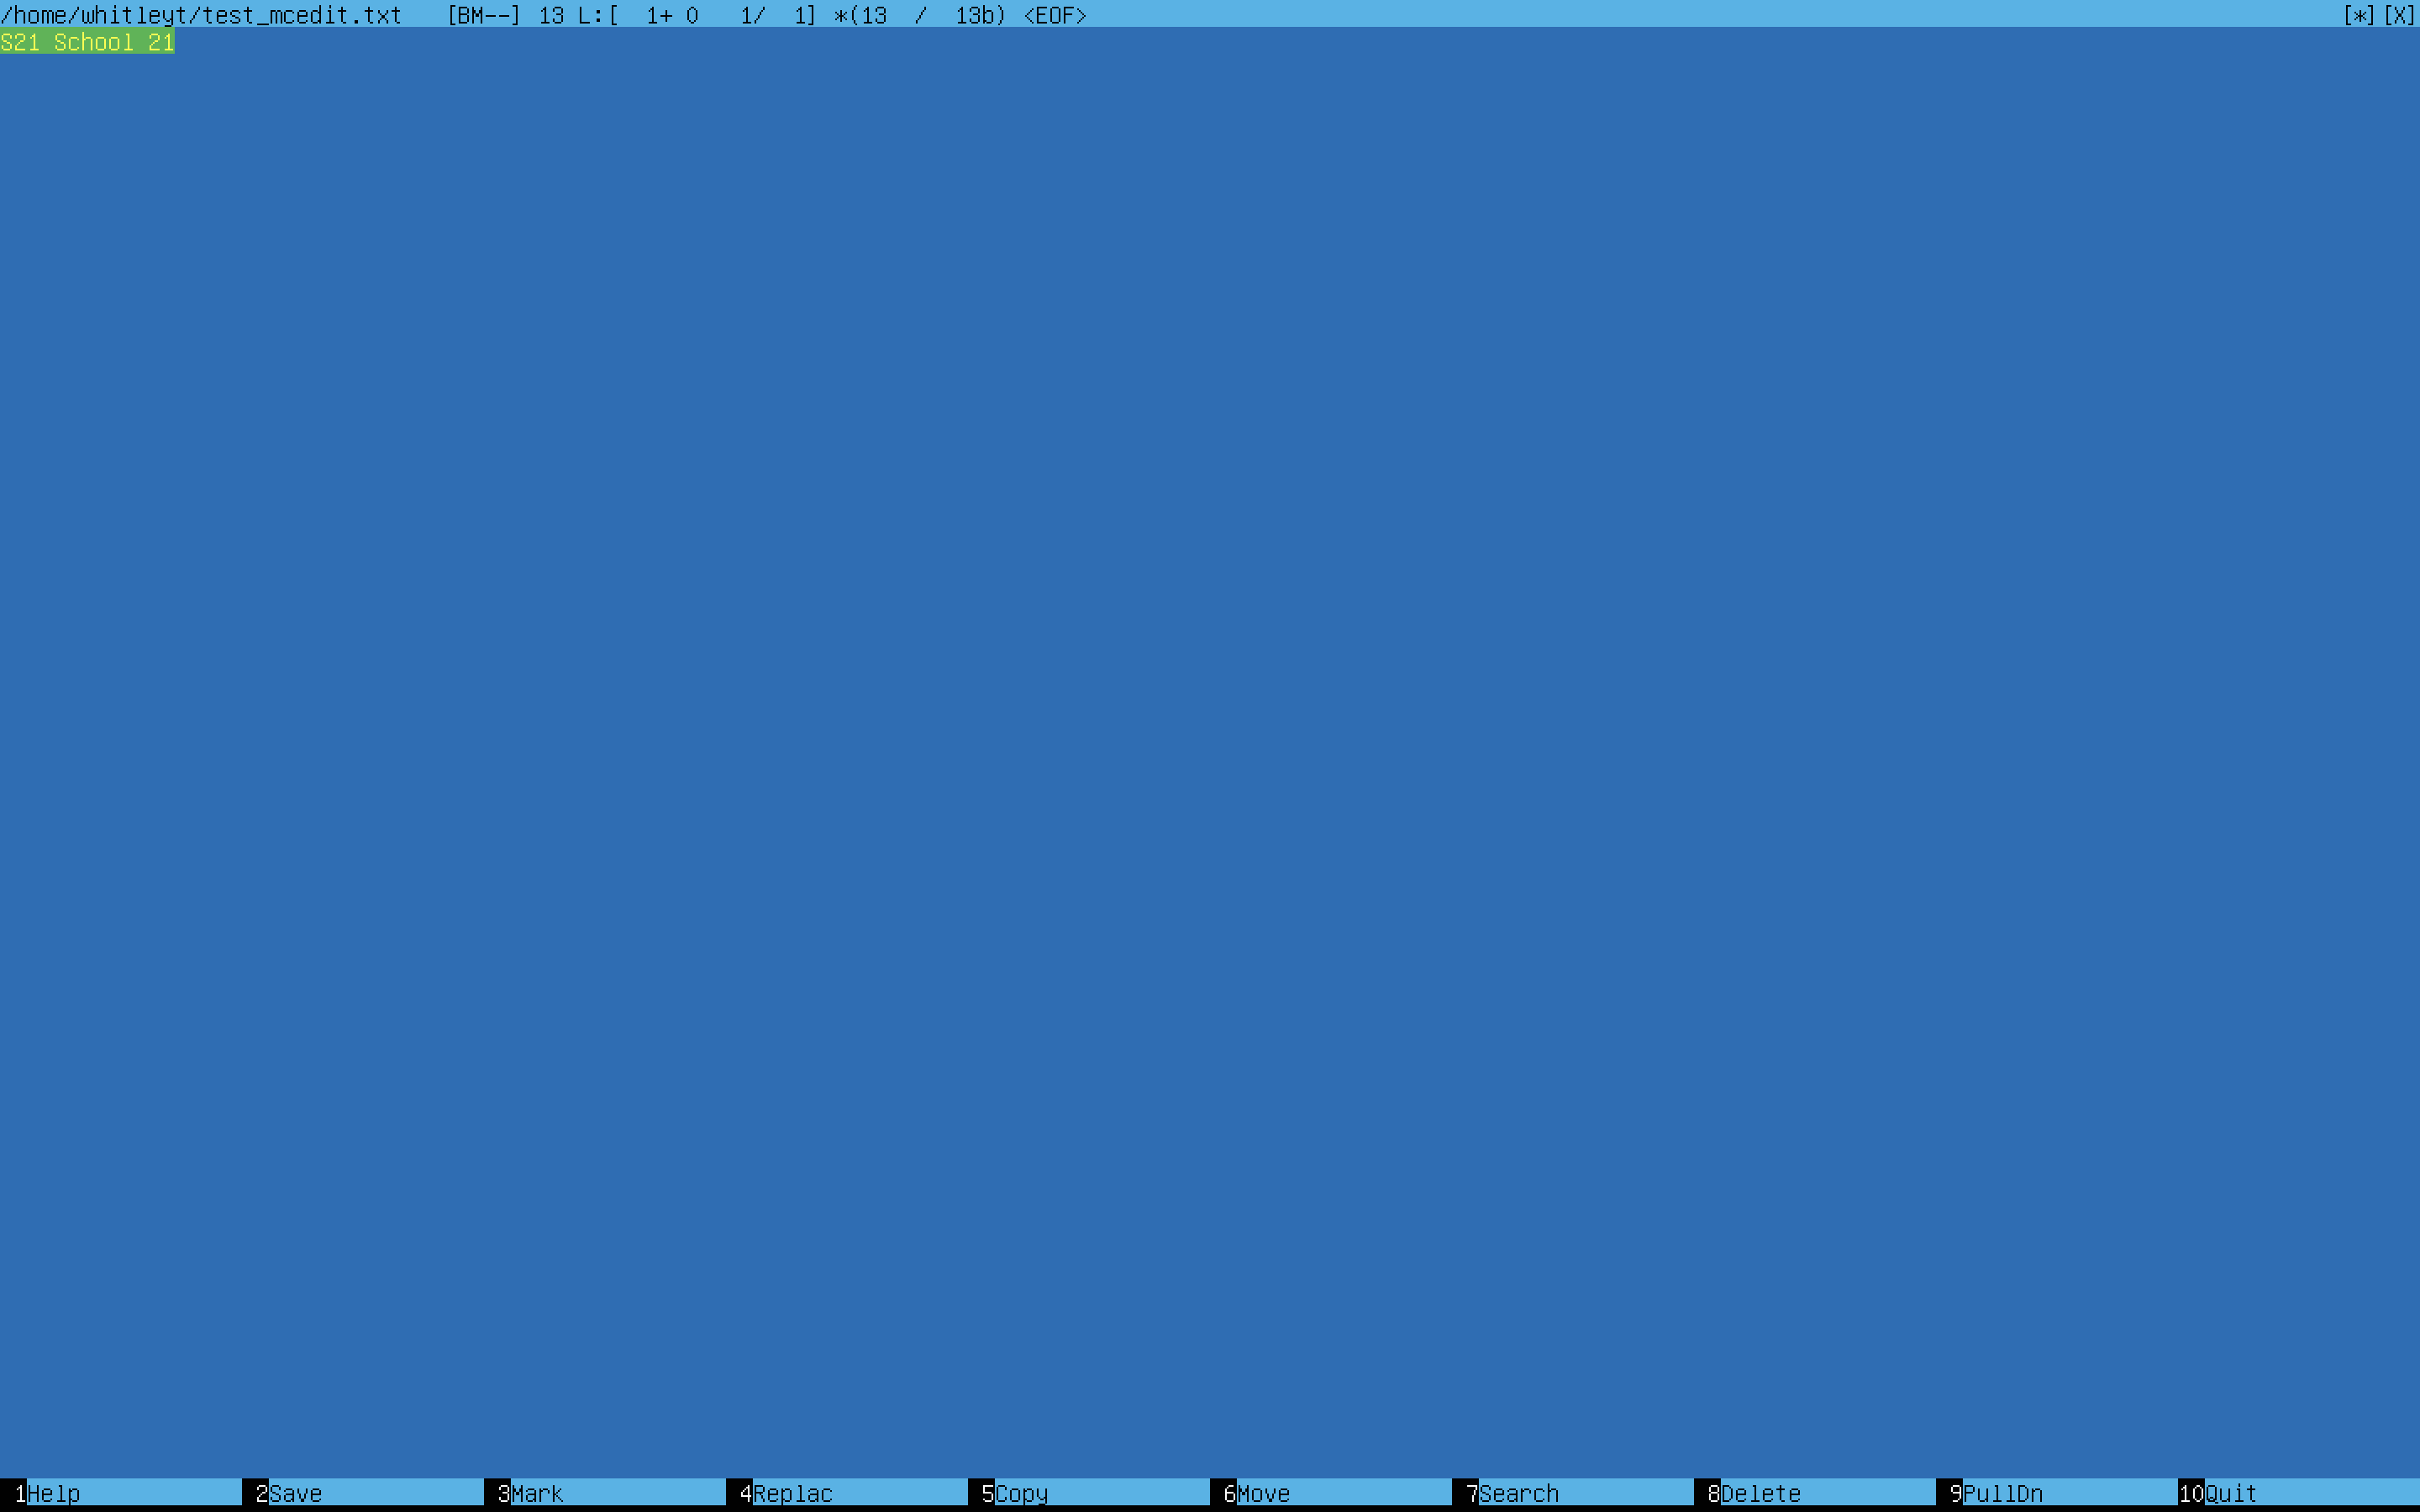 /home/whitleyt/test_mcedit.txt   [BM--] 13 L:[  1+ 0   1/  1] *(13  /  13b) <EOF> [*][X]
S21 School 21
1Help 2Save 3Mark 4Replac 5Copy 6Move 7Search 8Delete 9PullDn 10Quit